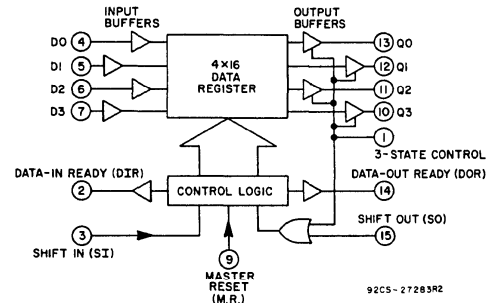 INPUT BUFFERS
OUTPUT BUFFERS
D0 4
13 Q0
D1 5
4×16 DATA REGISTER
12 Q1
D2 6
11 Q2
D3 7
10 Q3
1
3-STATE CONTROL
DATA-IN READY (DIR)
DATA-OUT READY (DOR)
2
CONTROL LOGIC
14
SHIFT OUT (SO)
3
15
SHIFT IN (SI)
9
MASTER RESET (M.R.)
92CS-27283R2